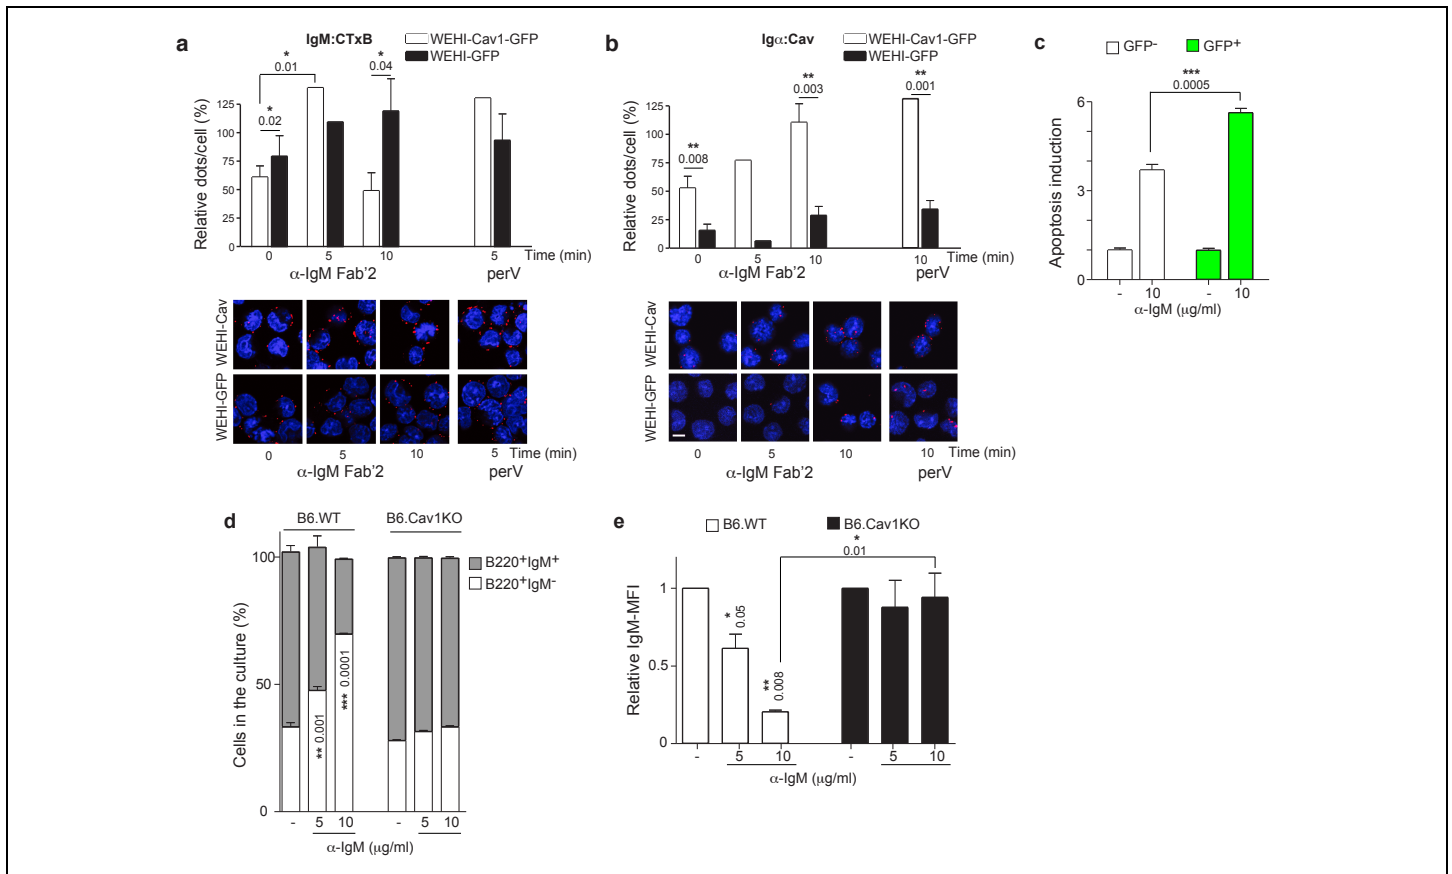 a
IgM:CTxB
WEHI-Cav1-GFP
WEHI-GFP
Relative dots/cell (%)
125
100
75
50
25
0
*
0.02
*
0.01
*
0.04
0
5
10
5
Time (min)
α-IgM Fab'2
perV
WEHI-Cav
WEHI-GFP
0
5
10
5
Time (min)
α-IgM Fab'2
perV
b
Igα:Cav
WEHI-Cav1-GFP
WEHI-GFP
Relative dots/cell (%)
125
100
75
50
25
0
**
0.008
**
0.003
**
0.001
0
5
10
10
Time (min)
α-IgM Fab'2
perV
WEHI-Cav
WEHI-GFP
0
5
10
10
Time (min)
α-IgM Fab'2
perV
c
GFP-
GFP+
Apoptosis induction
6
3
0
***
0.0005
-
10
-
10
α-IgM (μg/ml)
d
B6.WT
B6.Cav1KO
B220+IgM+
B220+IgM-
Cells in the culture (%)
100
50
0
** 0.001
*** 0.0001
-
5
10
-
5
10
α-IgM (μg/ml)
e
B6.WT
B6.Cav1KO
Relative IgM-MFI
1
0.5
0
*
0.05
**
0.008
*
0.01
-
5
10
-
5
10
α-IgM (μg/ml)